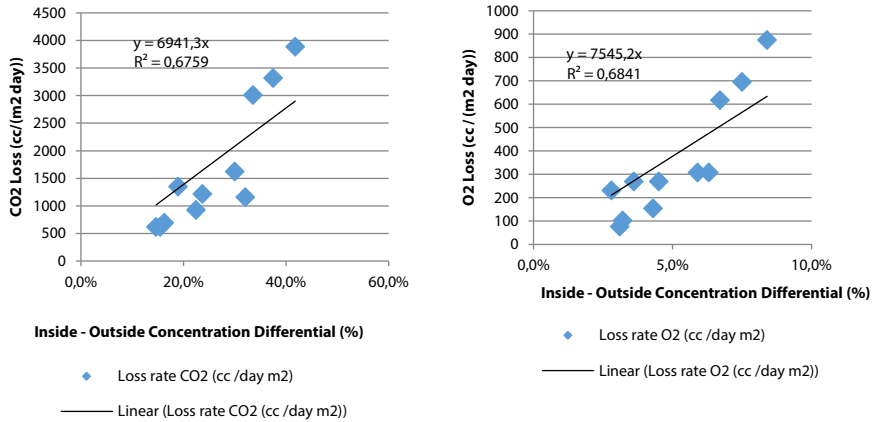 CO2 Loss (cc/(m2 day))
4500
4000
3500
3000
2500
2000
1500
1000
500
0
y = 6941,3x
R² = 0,6759
0,0%
20,0%
40,0%
60,0%
Inside - Outside Concentration Differential (%)
Loss rate CO2 (cc /day m2)
Linear (Loss rate CO2 (cc /day m2))
O2 Loss (cc / (m2 day))
1000
900
800
700
600
500
400
300
200
100
0
y = 7545,2x
R² = 0,6841
0,0%
5,0%
10,0%
Inside - Outside Concentration Differential (%)
Loss rate O2 (cc /day m2)
Linear (Loss rate O2 (cc /day m2))